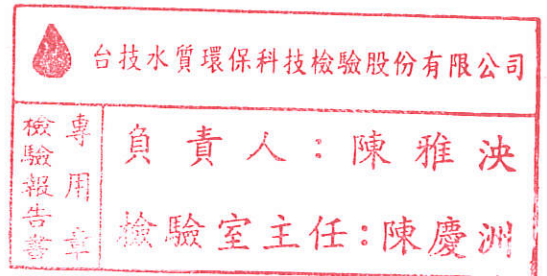 台技水質環保科技檢驗股份有限公司
檢驗報告書
專用章
負責人：陳雅泱
檢驗室主任：陳慶洲